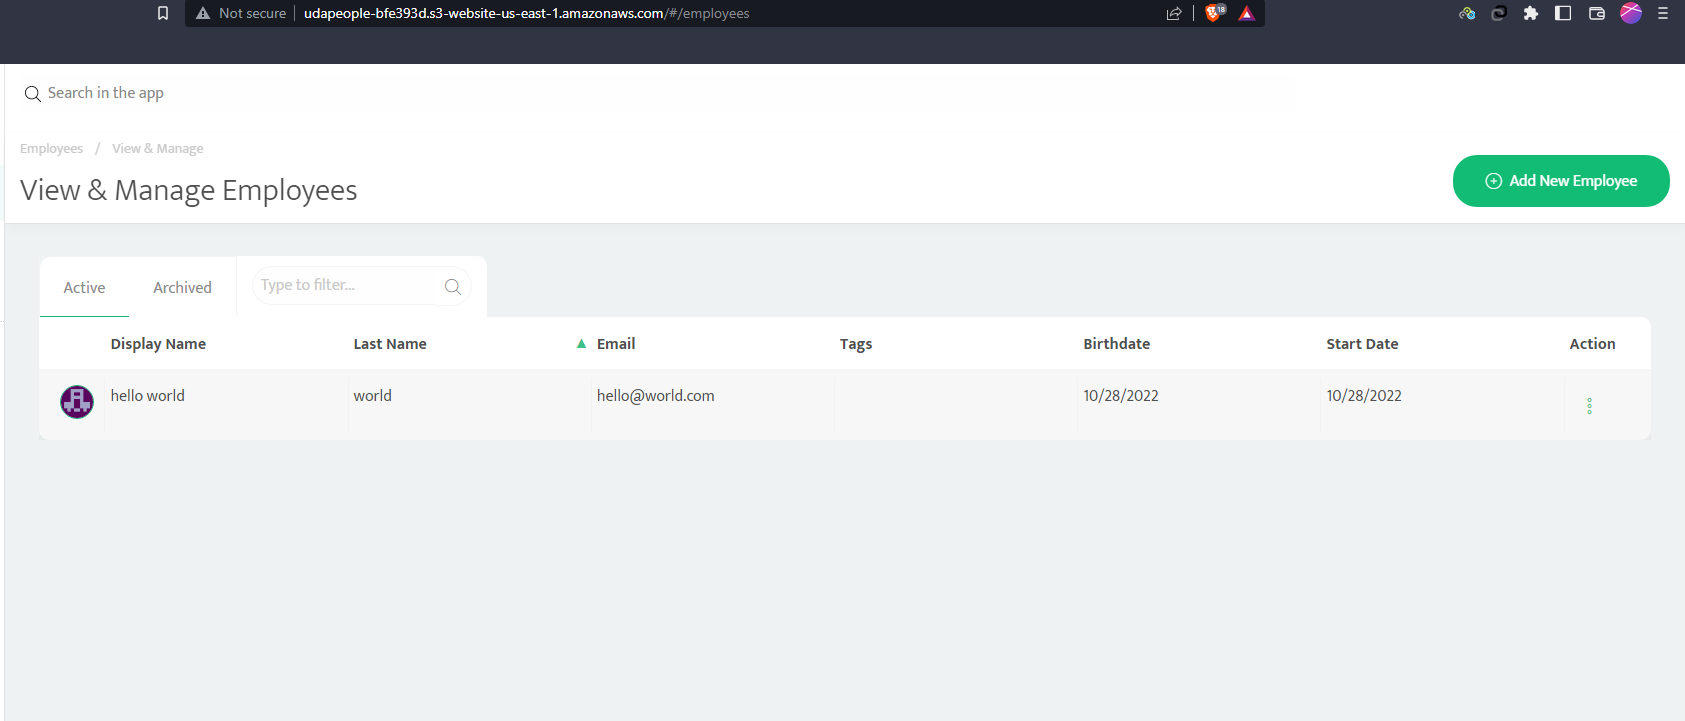 Not secure udapeople-bfe393d.s3-website-us-east-1.amazonaws.com/#/employees 18
Search in the app
Employees / View & Manage
View & Manage Employees
Add New Employee
Active Archived Type to filter...
Display Name Last Name Email Tags Birthdate Start Date Action
hello world world hello@world.com 10/28/2022 10/28/2022